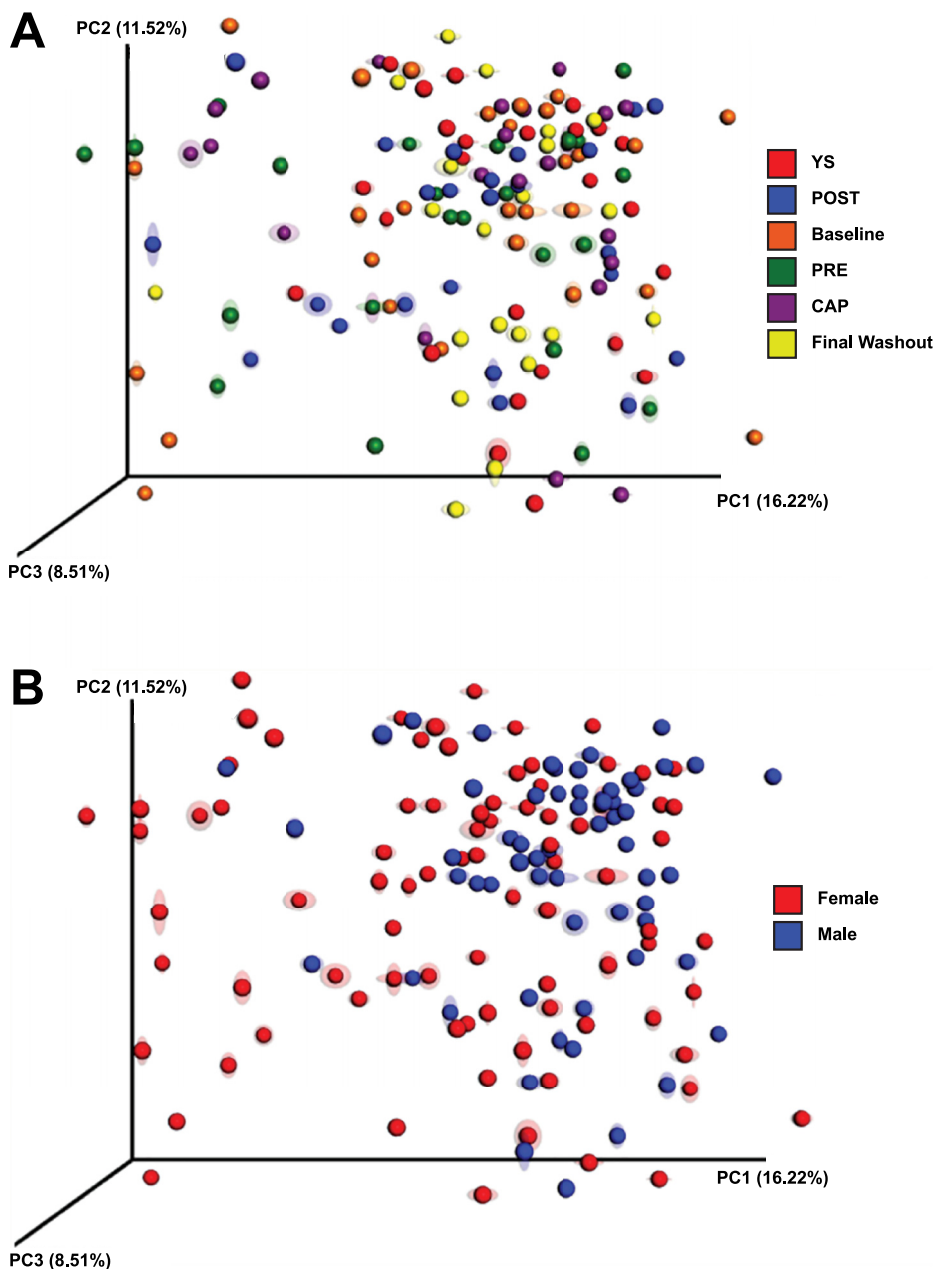 A
PC2 (11.52%)
YS
POST
Baseline
PRE
CAP
Final Washout
PC1 (16.22%)
PC3 (8.51%)
B
PC2 (11.52%)
Female
Male
PC1 (16.22%)
PC3 (8.51%)